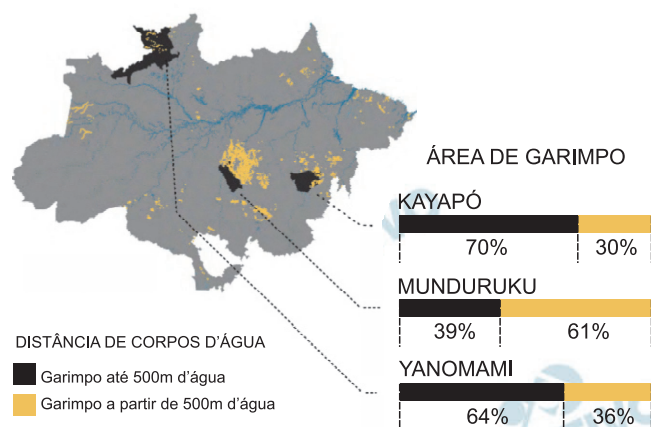 ÁREA DE GARIMPO
KAYAPÓ
70% 30%
MUNDURUKU
39% 61%
YANOMAMI
64% 36%
DISTÂNCIA DE CORPOS D'ÁGUA
Garimpo até 500m d'água
Garimpo a partir de 500m d'água